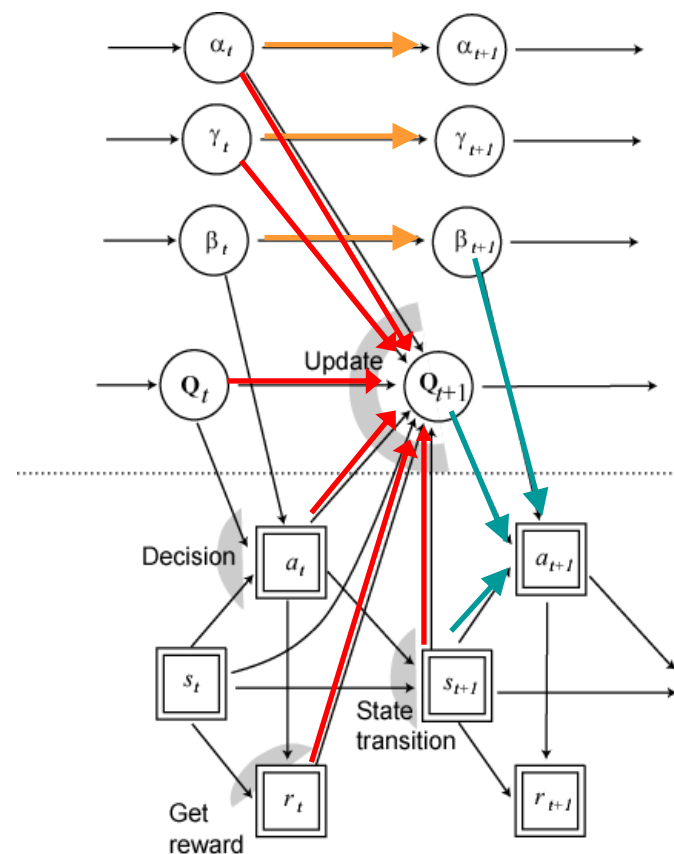 αt αt+1
γt γt+1
βt βt+1
Update
Qt Qt+1
Decision
at at+1
st st+1
State
transition
Get
reward
rt rt+1